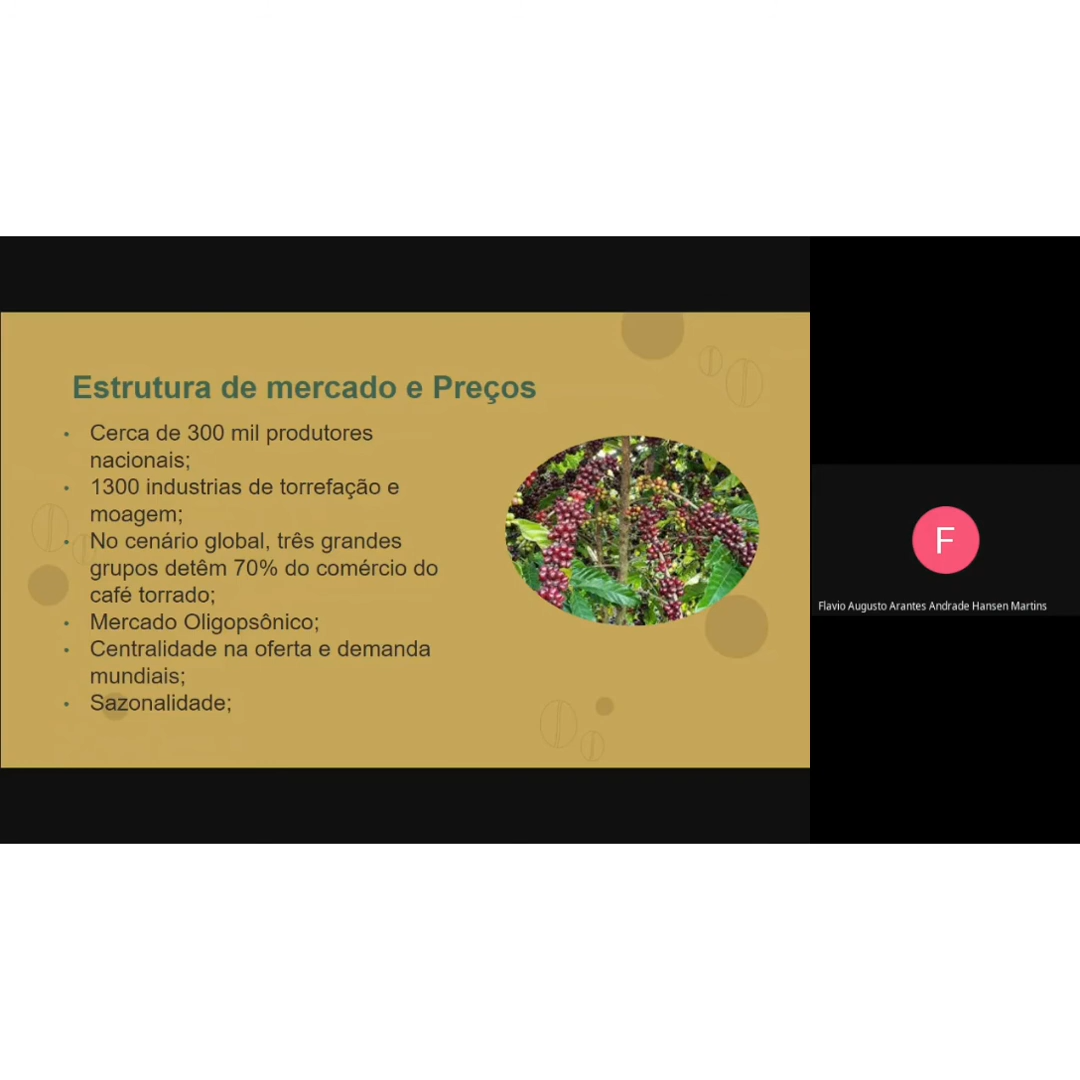 Estrutura de mercado e Preços
• Cerca de 300 mil produtores
nacionais;
• 1300 industrias de torrefação e
moagem;
• No cenário global, três grandes
grupos detêm 70% do comércio do
café torrado;
• Mercado Oligopsônico;
• Centralidade na oferta e demanda
mundiais;
• Sazonalidade;
F
Flavio Augusto Arantes Andrade Hansen Martins